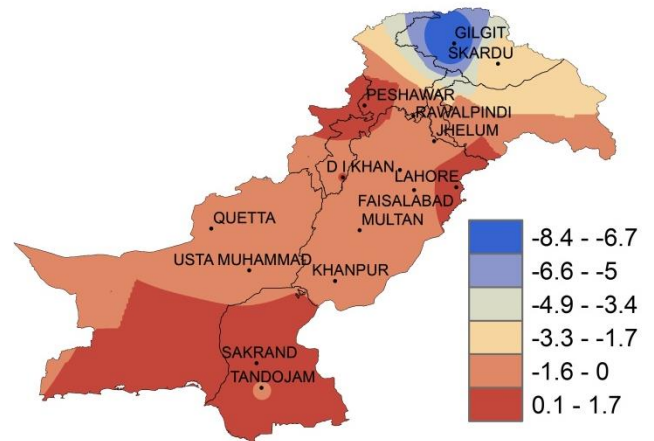 GILGIT
SKARDU
PESHAWAR
RAWALPINDI
JHELUM
D I KHAN
LAHORE
FAISALABAD
QUETTA
MULTAN
USTA MUHAMMAD
KHANPUR
SAKRAND
TANDOJAM
-8.4 - -6.7
-6.6 - -5
-4.9 - -3.4
-3.3 - -1.7
-1.6 - 0
0.1 - 1.7